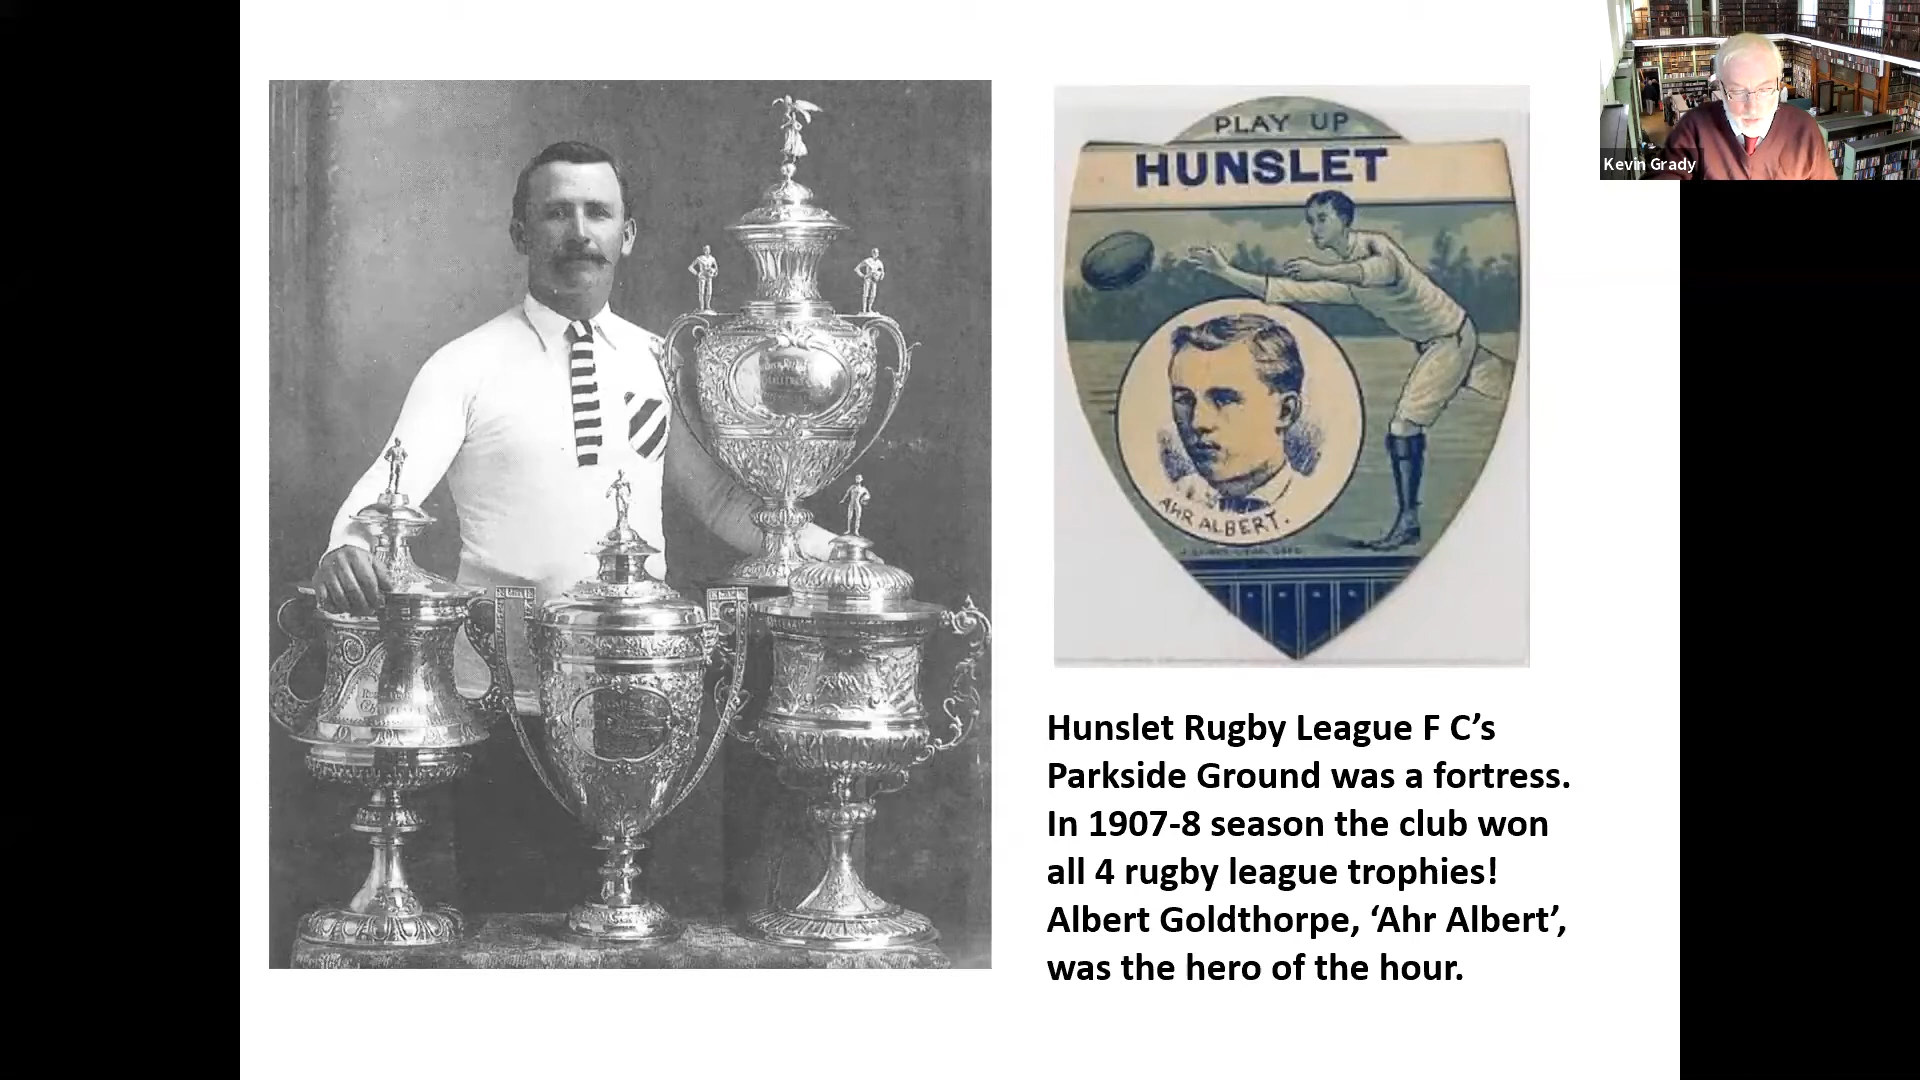 Kevin Grady
PLAY UP
HUNSLET
AHR ALBERT.
Hunslet Rugby League F C’s
Parkside Ground was a fortress.
In 1907-8 season the club won
all 4 rugby league trophies!
Albert Goldthorpe, ‘Ahr Albert’,
was the hero of the hour.